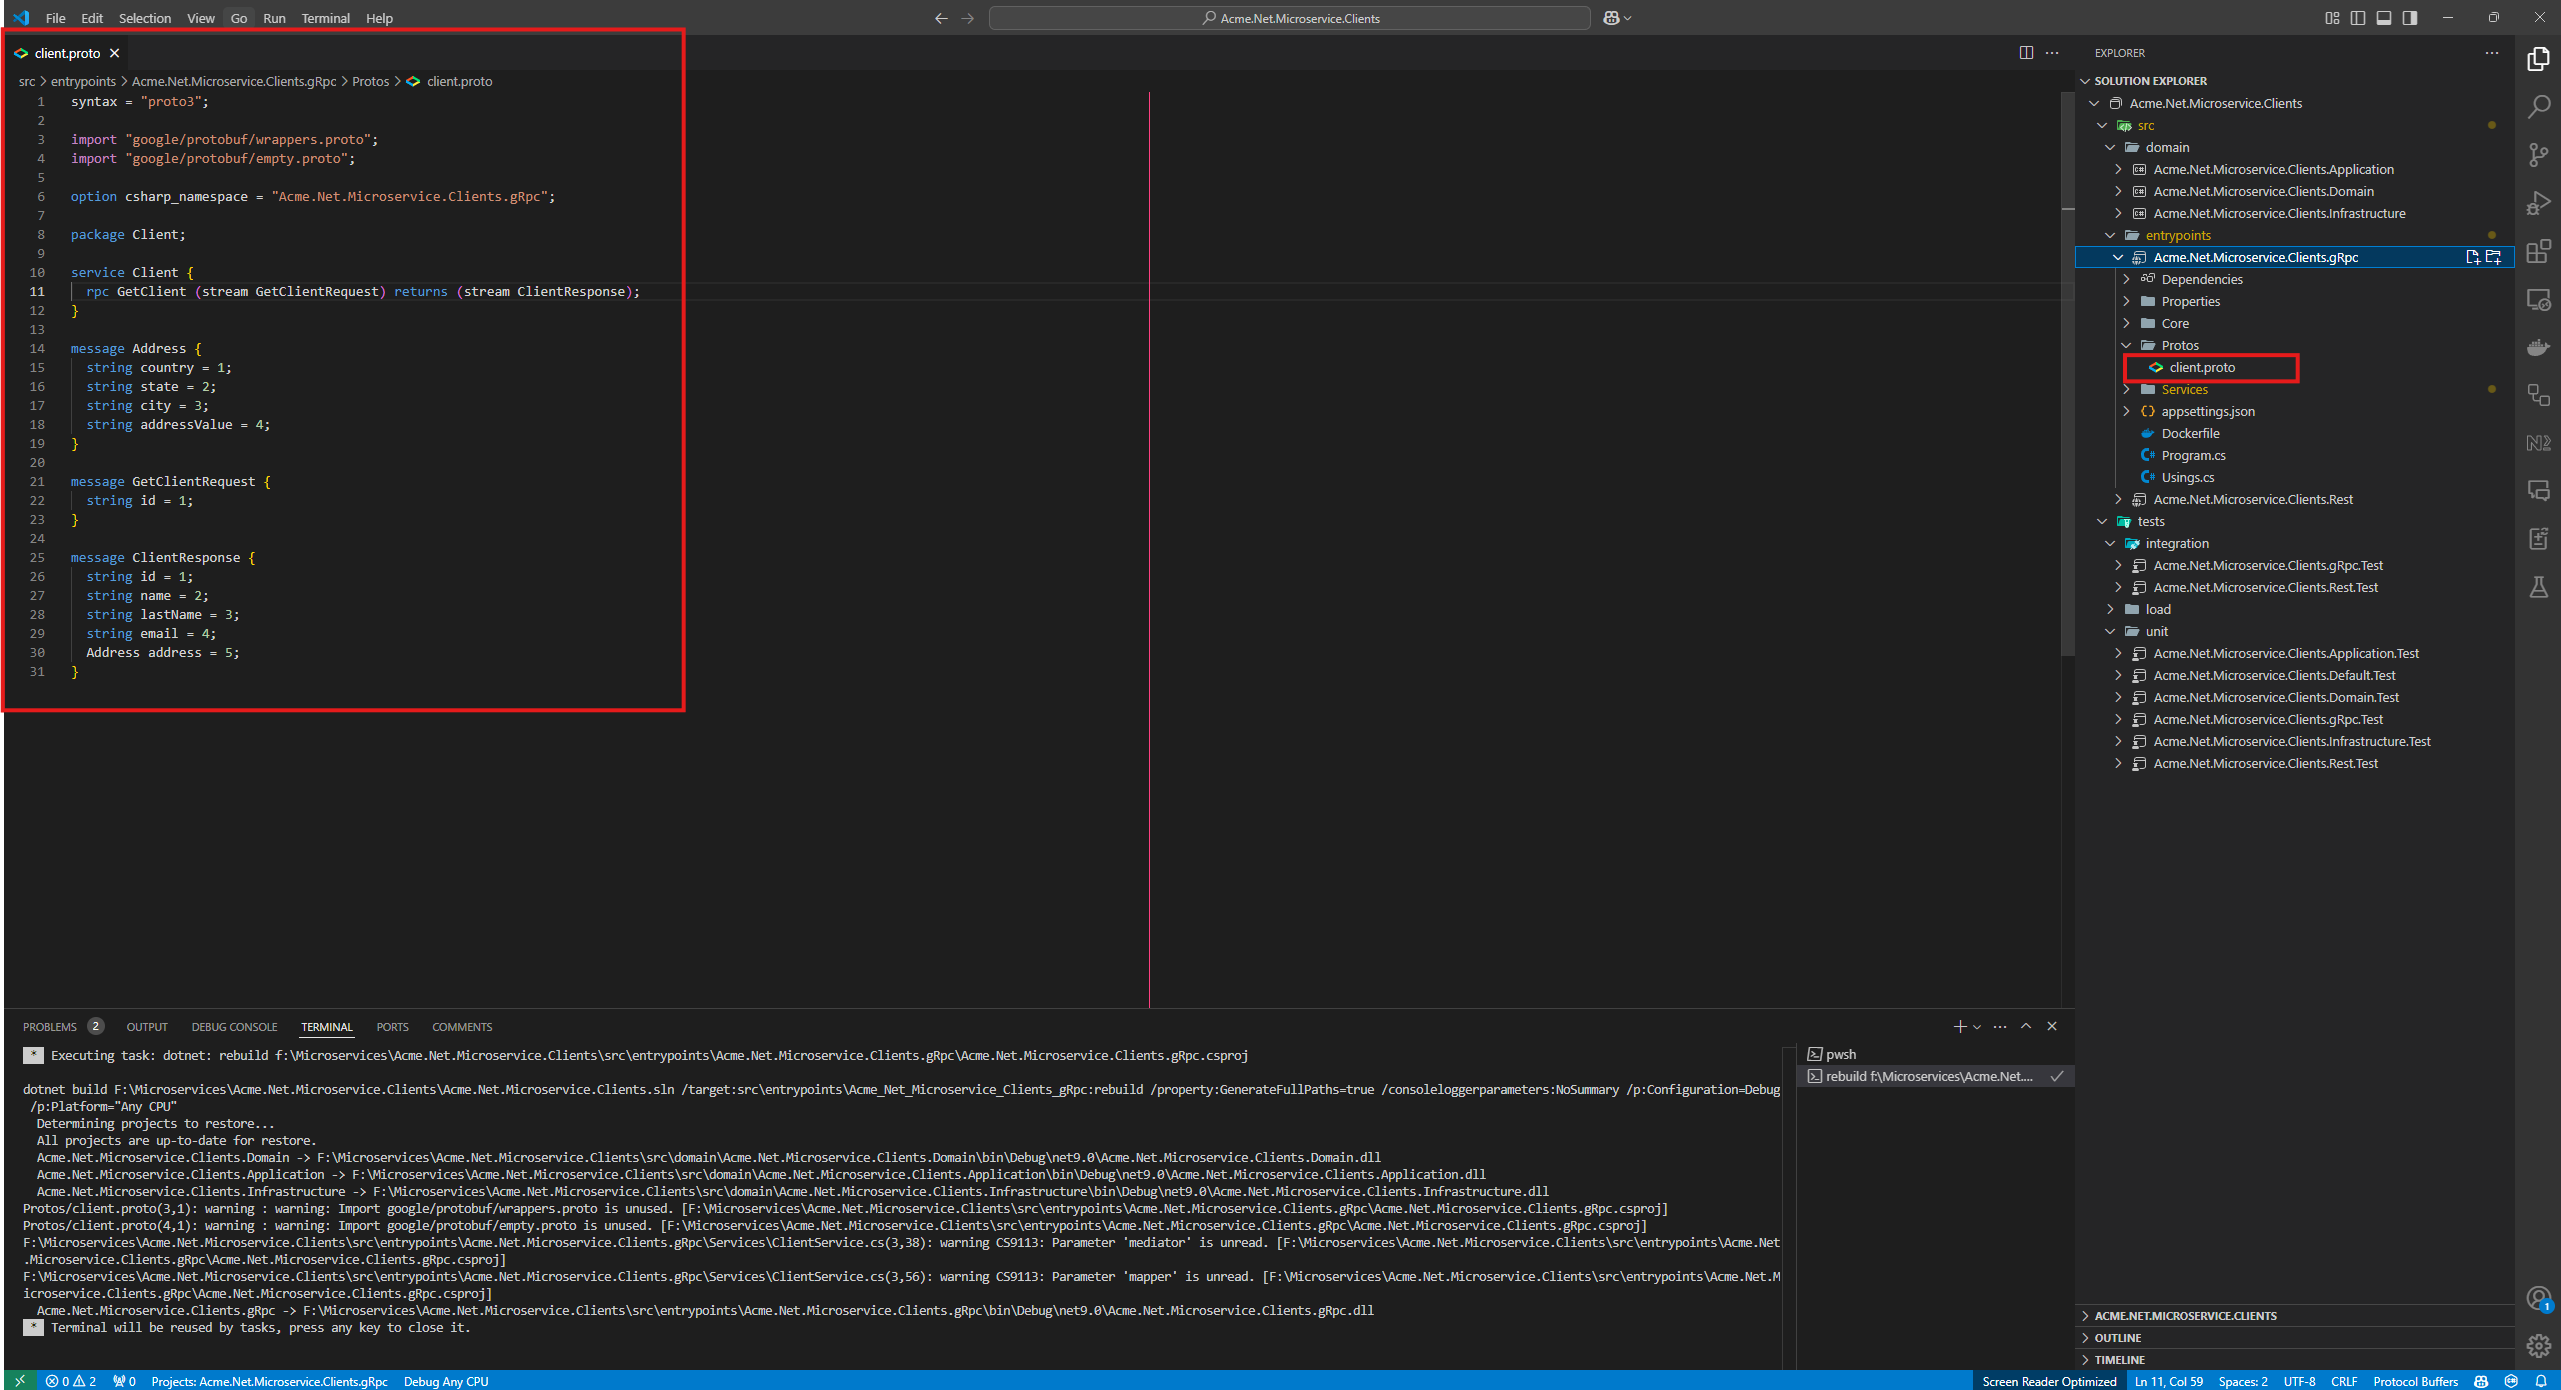 File Edit Selection View Go Run Terminal Help
Acme.Net.Microservice.Clients
client.proto
src > entrypoints > Acme.Net.Microservice.Clients.gRpc > Protos > client.proto
1 syntax = "proto3";
2
3 import "google/protobuf/wrappers.proto";
4 import "google/protobuf/empty.proto";
5
6 option csharp_namespace = "Acme.Net.Microservice.Clients.gRpc";
7
8 package Client;
9
10 service Client {
11 rpc GetClient (stream GetClientRequest) returns (stream ClientResponse);
12 }
13
14 message Address {
15 string country = 1;
16 string state = 2;
17 string city = 3;
18 string addressValue = 4;
19 }
20
21 message GetClientRequest {
22 string id = 1;
23 }
24
25 message ClientResponse {
26 string id = 1;
27 string name = 2;
28 string lastName = 3;
29 string email = 4;
30 Address address = 5;
31 }
PROBLEMS 2 OUTPUT DEBUG CONSOLE TERMINAL PORTS COMMENTS
* Executing task: dotnet: rebuild f:\Microservices\Acme.Net.Microservice.Clients\src\entrypoints\Acme.Net.Microservice.Clients.gRpc\Acme.Net.Microservice.Clients.gRpc.csproj
dotnet build F:\Microservices\Acme.Net.Microservice.Clients\Acme.Net.Microservice.Clients.sln /target:src\entrypoints\Acme_Net_Microservice_Clients_gRpc:rebuild /property:GenerateFullPaths=true /consoleloggerparameters:NoSummary /p:Configuration=Debug
/p:Platform="Any CPU"
Determining projects to restore...
All projects are up-to-date for restore.
Acme.Net.Microservice.Clients.Domain -> F:\Microservices\Acme.Net.Microservice.Clients\src\domain\Acme.Net.Microservice.Clients.Domain\bin\Debug\net9.0\Acme.Net.Microservice.Clients.Domain.dll
Acme.Net.Microservice.Clients.Application -> F:\Microservices\Acme.Net.Microservice.Clients\src\domain\Acme.Net.Microservice.Clients.Application\bin\Debug\net9.0\Acme.Net.Microservice.Clients.Application.dll
Acme.Net.Microservice.Clients.Infrastructure -> F:\Microservices\Acme.Net.Microservice.Clients\src\domain\Acme.Net.Microservice.Clients.Infrastructure\bin\Debug\net9.0\Acme.Net.Microservice.Clients.Infrastructure.dll
Protos/client.proto(3,1): warning : warning: Import google/protobuf/wrappers.proto is unused. [F:\Microservices\Acme.Net.Microservice.Clients\src\entrypoints\Acme.Net.Microservice.Clients.gRpc\Acme.Net.Microservice.Clients.gRpc.csproj]
Protos/client.proto(4,1): warning : warning: Import google/protobuf/empty.proto is unused. [F:\Microservices\Acme.Net.Microservice.Clients\src\entrypoints\Acme.Net.Microservice.Clients.gRpc\Acme.Net.Microservice.Clients.gRpc.csproj]
F:\Microservices\Acme.Net.Microservice.Clients\src\entrypoints\Acme.Net.Microservice.Clients.gRpc\Services\ClientService.cs(3,38): warning CS9113: Parameter 'mediator' is unread. [F:\Microservices\Acme.Net.Microservice.Clients\src\entrypoints\Acme.Net
.Microservice.Clients.gRpc\Acme.Net.Microservice.Clients.gRpc.csproj]
F:\Microservices\Acme.Net.Microservice.Clients\src\entrypoints\Acme.Net.Microservice.Clients.gRpc\Services\ClientService.cs(3,56): warning CS9113: Parameter 'mapper' is unread. [F:\Microservices\Acme.Net.Microservice.Clients\src\entrypoints\Acme.Net.M
icroservice.Clients.gRpc\Acme.Net.Microservice.Clients.gRpc.csproj]
Acme.Net.Microservice.Clients.gRpc -> F:\Microservices\Acme.Net.Microservice.Clients\src\entrypoints\Acme.Net.Microservice.Clients.gRpc\bin\Debug\net9.0\Acme.Net.Microservice.Clients.gRpc.dll
* Terminal will be reused by tasks, press any key to close it.
pwsh
rebuild f:\Microservices\Acme.Net....
EXPLORER
SOLUTION EXPLORER
Acme.Net.Microservice.Clients
src
domain
Acme.Net.Microservice.Clients.Application
Acme.Net.Microservice.Clients.Domain
Acme.Net.Microservice.Clients.Infrastructure
entrypoints
Acme.Net.Microservice.Clients.gRpc
Dependencies
Properties
Core
Protos
client.proto
Services
appsettings.json
Dockerfile
Program.cs
Usings.cs
Acme.Net.Microservice.Clients.Rest
tests
integration
Acme.Net.Microservice.Clients.gRpc.Test
Acme.Net.Microservice.Clients.Rest.Test
load
unit
Acme.Net.Microservice.Clients.Application.Test
Acme.Net.Microservice.Clients.Default.Test
Acme.Net.Microservice.Clients.Domain.Test
Acme.Net.Microservice.Clients.gRpc.Test
Acme.Net.Microservice.Clients.Infrastructure.Test
Acme.Net.Microservice.Clients.Rest.Test
ACME.NET.MICROSERVICE.CLIENTS
OUTLINE
TIMELINE
1
0 2 0 Projects: Acme.Net.Microservice.Clients.gRpc Debug Any CPU
Screen Reader Optimized Ln 11, Col 59 Spaces: 2 UTF-8 CRLF Protocol Buffers